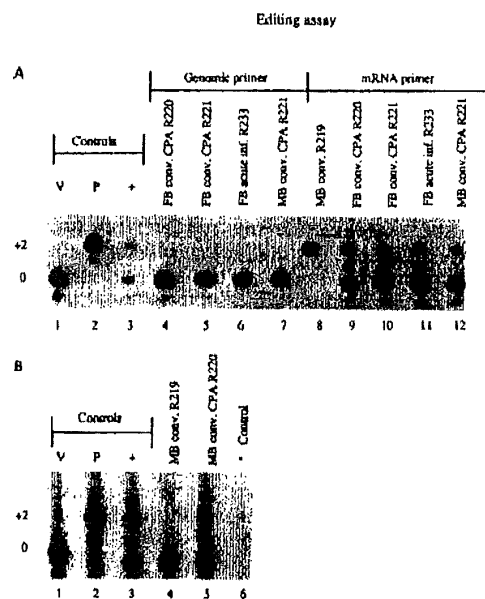 Editing assay
A
Genomic primer
mRNA primer
Controls
V P +
FB conv. CPA R220
FB conv. CPA R221
FB acute inf. R233
MB conv. CPA R221
MB conv. R219
FB conv. CPA R220
FB conv. CPA R221
FB acute inf. R233
MB conv. CPA R221
+2
0
1 2 3 4 5 6 7 8 9 10 11 12
B
Controls
V P +
MB conv. R219
MB conv. CPA R220
- Control
+2
0
1 2 3 4 5 6